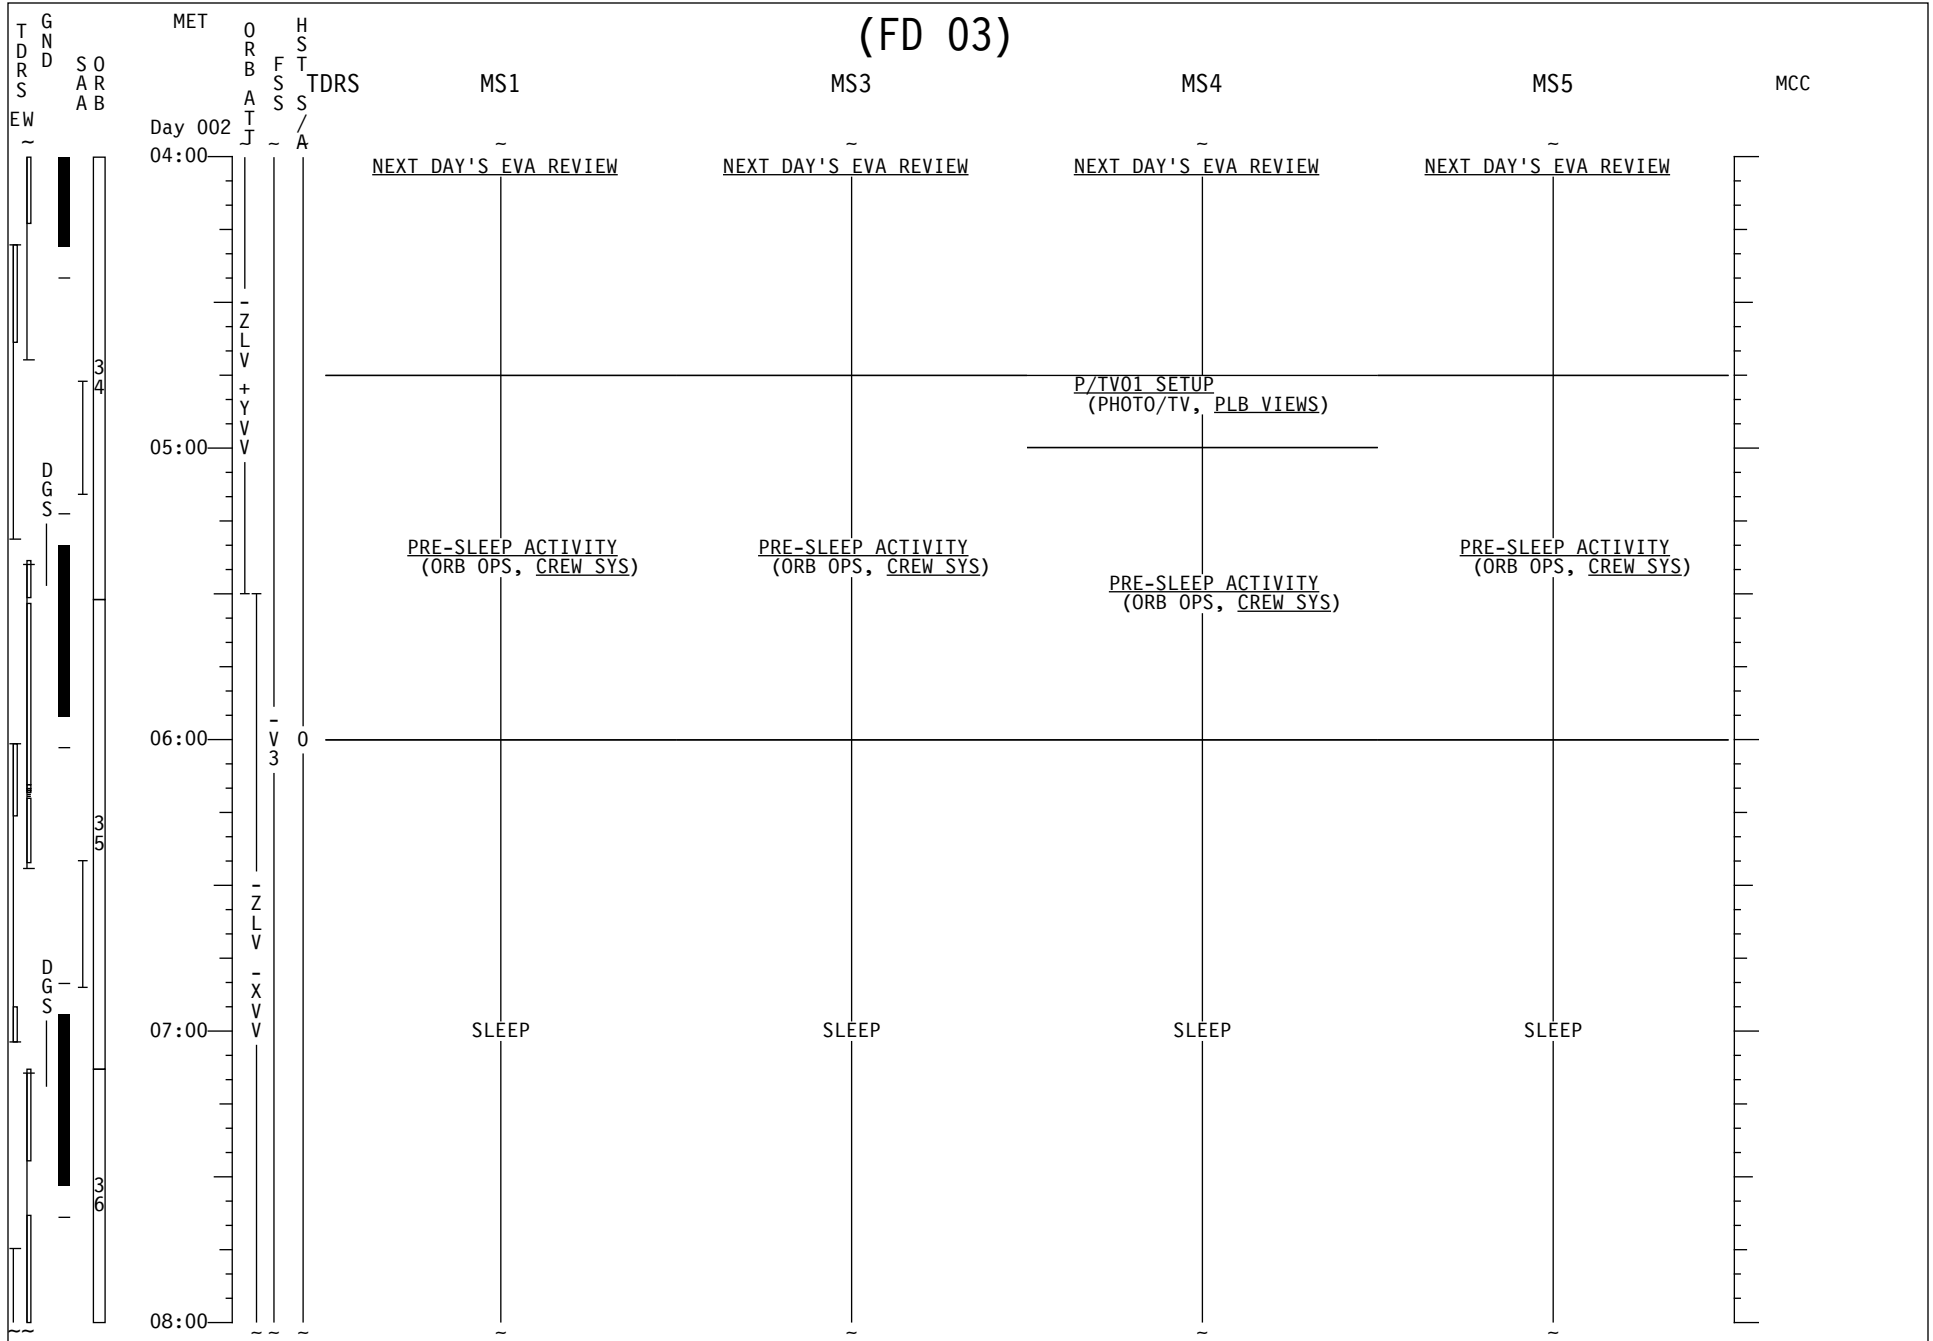 (FD 03)
TDRS
EW
GND
SAA
ORB
MET
Day 002
ORB ATT
FSS
HST S/A
TDRS
MS1
MS3
MS4
MS5
MCC
~ ~ ~ ~ ~ ~ ~
04:00
NEXT DAY'S EVA REVIEW
NEXT DAY'S EVA REVIEW
NEXT DAY'S EVA REVIEW
NEXT DAY'S EVA REVIEW
-ZLV +YVV
34
P/TV01 SETUP
(PHOTO/TV, PLB VIEWS)
05:00
DGS
PRE-SLEEP ACTIVITY
(ORB OPS, CREW SYS)
PRE-SLEEP ACTIVITY
(ORB OPS, CREW SYS)
PRE-SLEEP ACTIVITY
(ORB OPS, CREW SYS)
PRE-SLEEP ACTIVITY
(ORB OPS, CREW SYS)
06:00
-V3
0
35
-ZLV -XVV
DGS
07:00
SLEEP
SLEEP
SLEEP
SLEEP
36
08:00
~~ ~ ~ ~ ~ ~ ~ ~